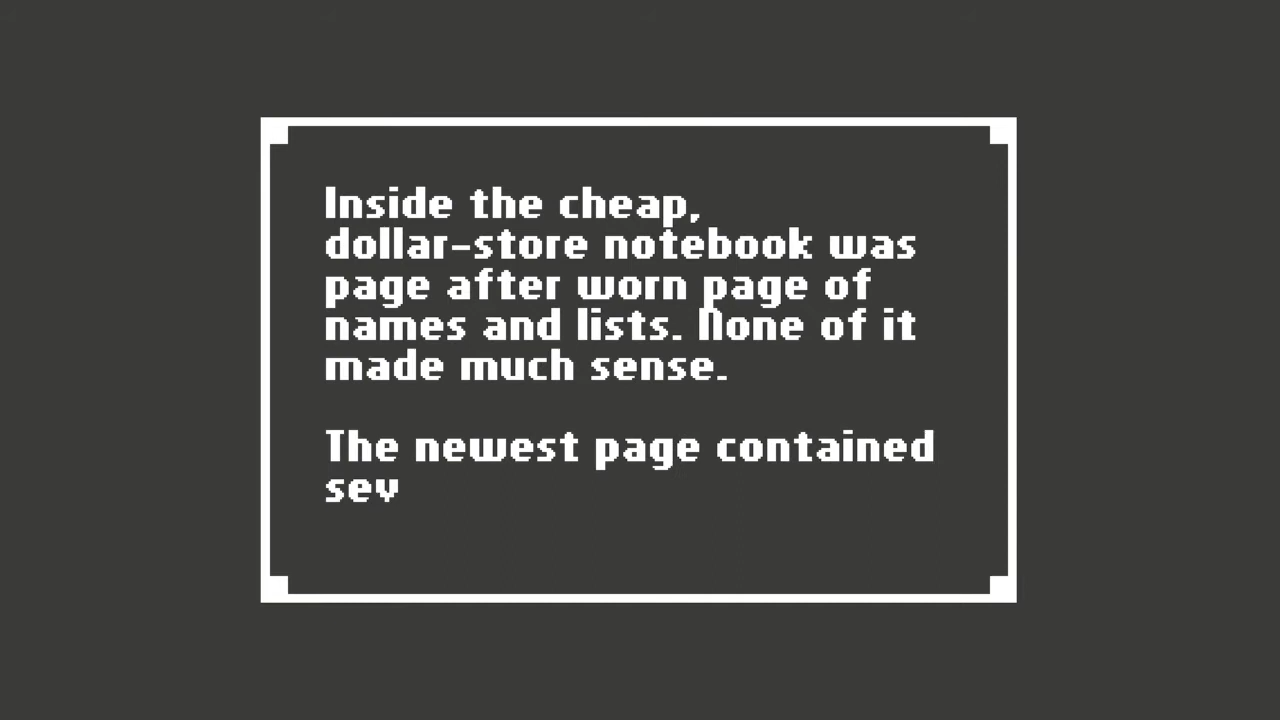 Inside the cheap,
dollar-store notebook was
page after worn page of
names and lists. None of it
made much sense.
The newest page contained
sev